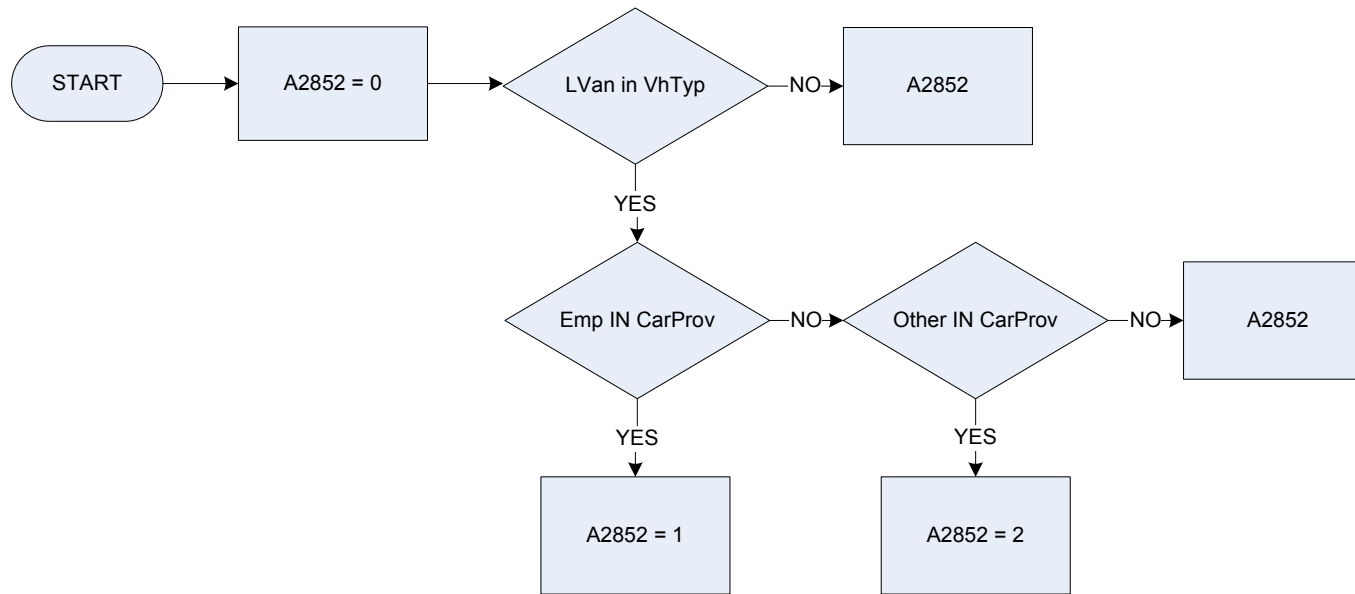 START
A2852 = 0
LVan in VhTyp
NO
A2852
YES
Emp IN CarProv
NO
Other IN CarProv
NO
A2852
YES
YES
A2852 = 1
A2852 = 2